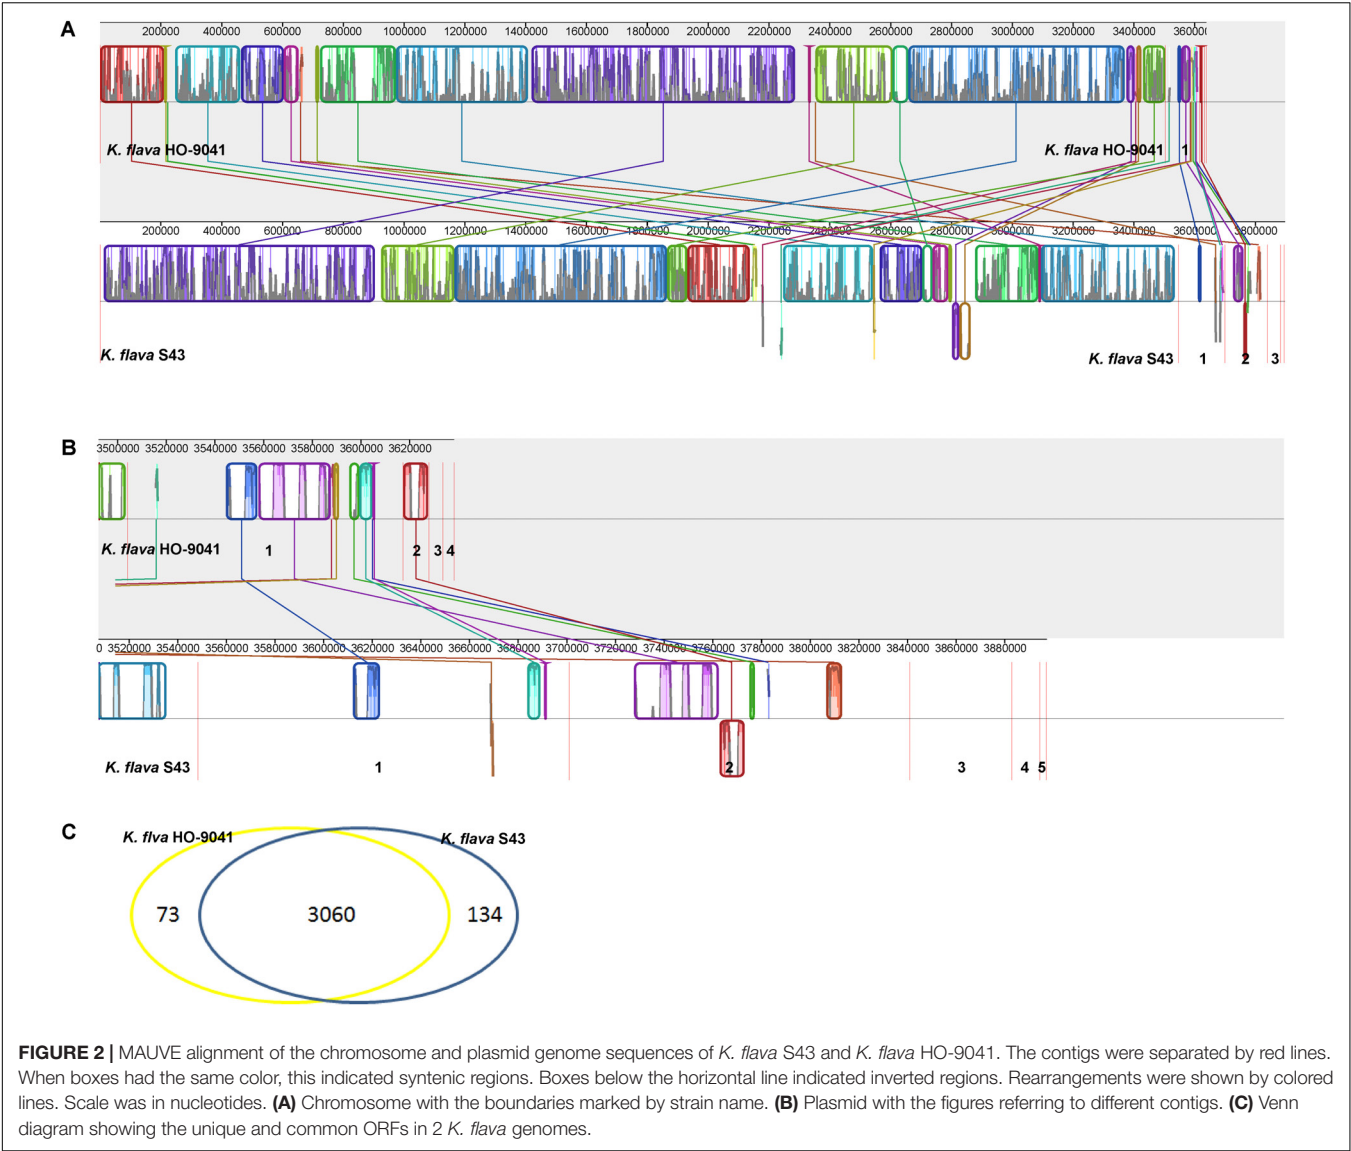 A
200000 400000 600000 800000 1000000 1200000 1400000 1600000 1800000 2000000 2200000 2400000 2600000 2800000 3000000 3200000 3400000 360000
K. flava HO-9041 K. flava HO-9041 1
200000 400000 600000 800000 1000000 1200000 1400000 1600000 1800000 2000000 2200000 2400000 2600000 2800000 3000000 3200000 3400000 3600000 3800000
K. flava S43 K. flava S43 1 2 3
B
3500000 3520000 3540000 3560000 3580000 3600000 3620000
K. flava HO-9041 1 2 3 4
0 3520000 3540000 3560000 3580000 3600000 3620000 3640000 3660000 3680000 3700000 3720000 3740000 3760000 3780000 3800000 3820000 3840000 3860000 3880000
K. flava S43 1 2 3 4 5
C
K. flva HO-9041 K. flava S43
73 3060 134
FIGURE 2 | MAUVE alignment of the chromosome and plasmid genome sequences of K. flava S43 and K. flava HO-9041. The contigs were separated by red lines.
When boxes had the same color, this indicated syntenic regions. Boxes below the horizontal line indicated inverted regions. Rearrangements were shown by colored
lines. Scale was in nucleotides. (A) Chromosome with the boundaries marked by strain name. (B) Plasmid with the figures referring to different contigs. (C) Venn
diagram showing the unique and common ORFs in 2 K. flava genomes.